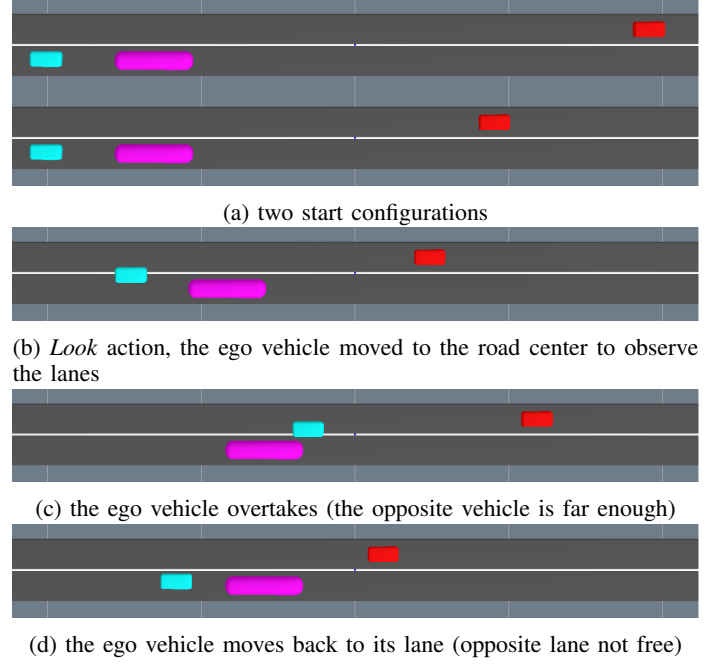 (a) two start configurations
(b) Look action, the ego vehicle moved to the road center to observe
the lanes
(c) the ego vehicle overtakes (the opposite vehicle is far enough)
(d) the ego vehicle moves back to its lane (opposite lane not free)